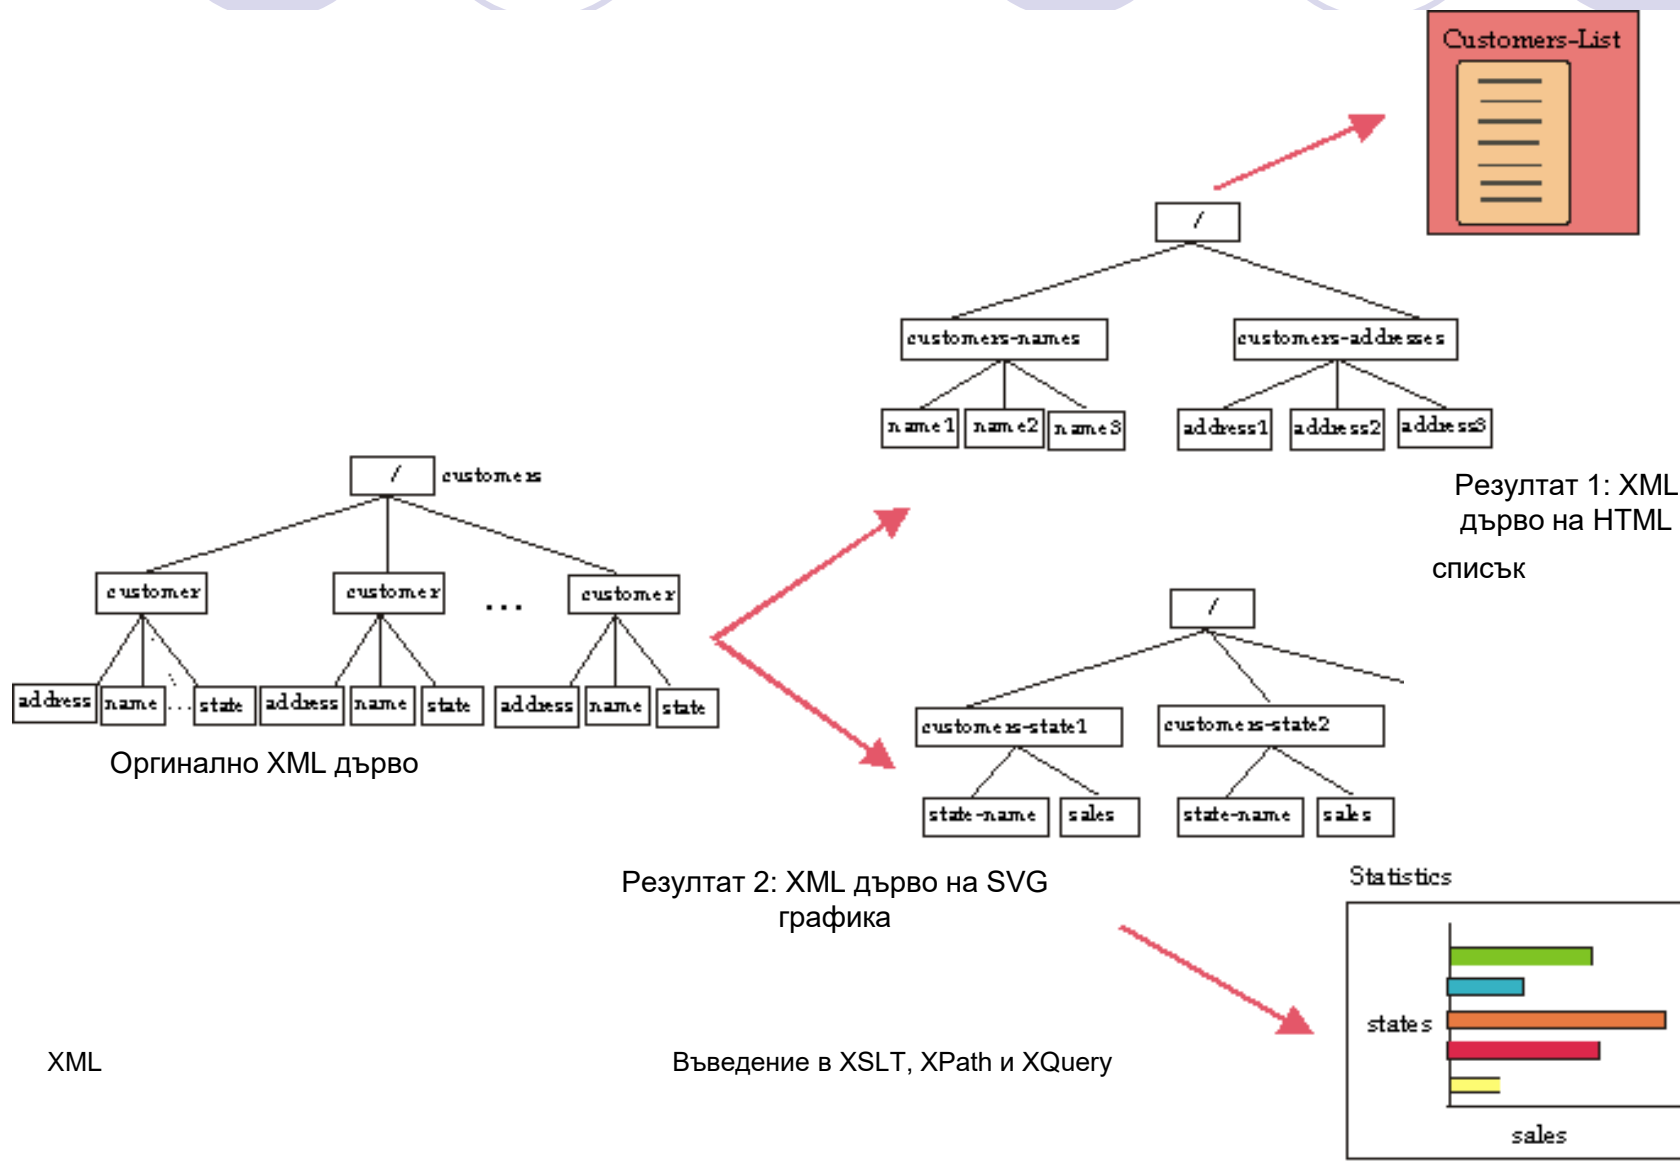 Customers-List
/
customers-names
customers-addresses
name1 name2 name3
address1 address2 address3
/ customers
Резултат 1: XML
дърво на HTML
списък
customer customer ... customer
/
address name ... state address name state address name state
customers-state1 customers-state2
Оргинално XML дърво
state-name sales state-name sales
Резултат 2: XML дърво на SVG
графика
Statistics
states
sales
XML
Въведение в XSLT, XPath и XQuery